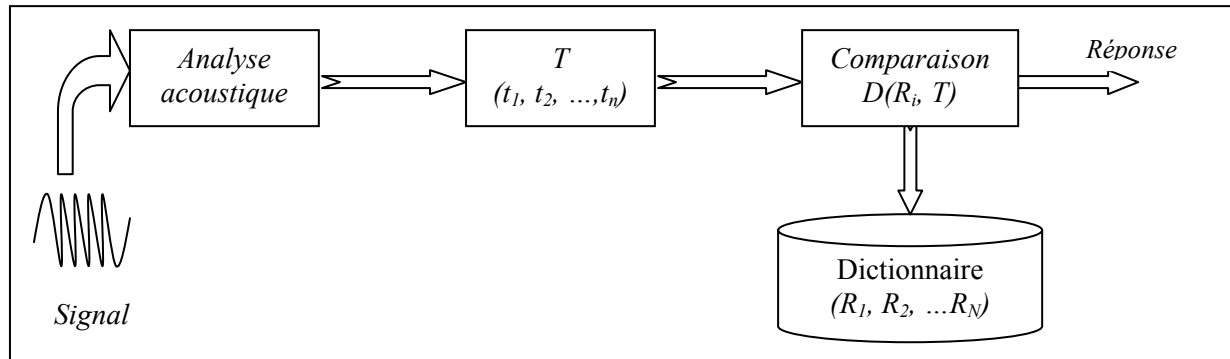 Analyse
acoustique
T
(t1, t2, …,tn)
Comparaison
D(Ri, T)
Réponse
Dictionnaire
(R1, R2, …RN)
Signal